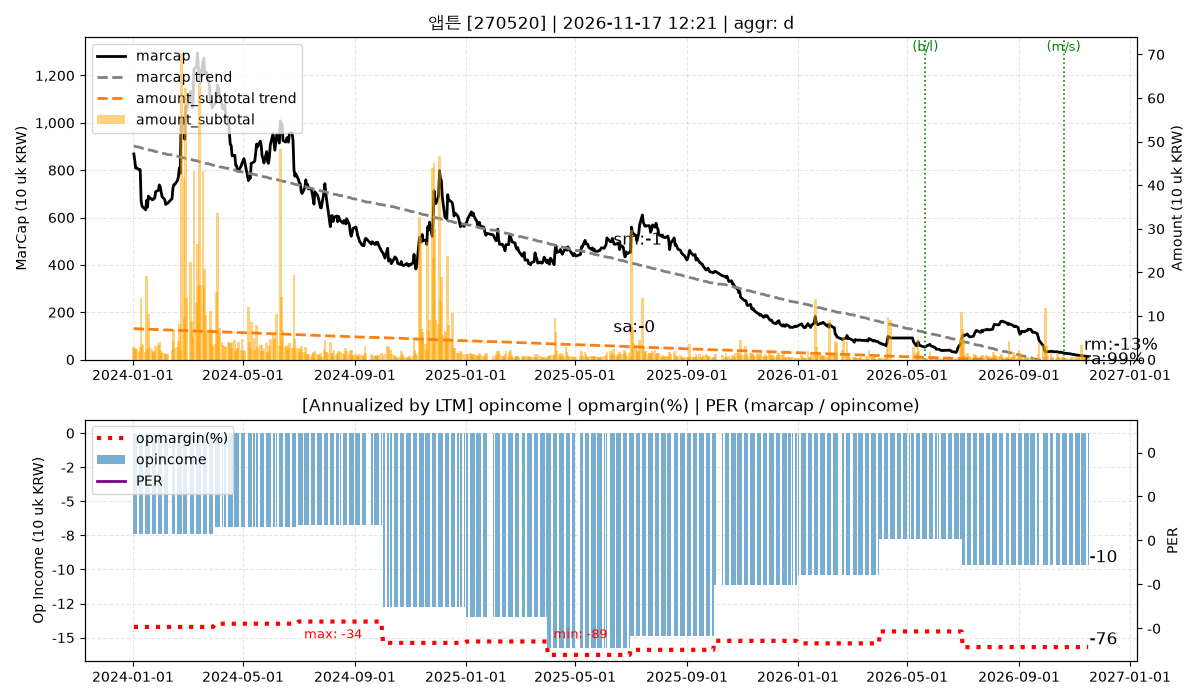 앱튼 [270520] | 2026-11-17 12:21 | aggr: d
(b/l)
(m/s)
marcap
marcap trend
amount_subtotal trend
amount_subtotal
MarCap (10 uk KRW)
1,200
1,000
800
600
400
200
0
Amount (10 uk KRW)
70
60
50
40
30
20
10
0
sm:-1
sa:-0
rm:-13%
ra:99%
2024-01-01 2024-05-01 2024-09-01 2025-01-01 2025-05-01 2025-09-01 2026-01-01 2026-05-01 2026-09-01 2027-01-01
[Annualized by LTM] opincome | opmargin(%) | PER (marcap / opincome)
opmargin(%)
opincome
PER
Op Income (10 uk KRW)
0
-2
-5
-8
-10
-12
-15
PER
0
0
0
-0
-0
-10
-76
max: -34
min: -89
2024-01-01 2024-05-01 2024-09-01 2025-01-01 2025-05-01 2025-09-01 2026-01-01 2026-05-01 2026-09-01 2027-01-01